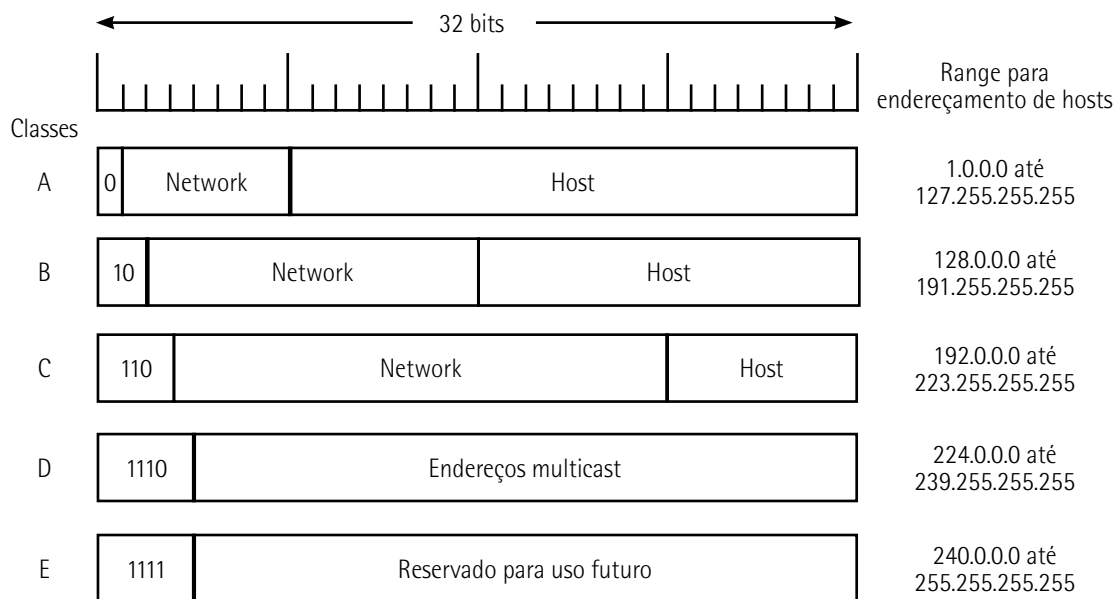 32 bits
Range para
endereçamento de hosts
Classes
A
0
Network
Host
1.0.0.0 até
127.255.255.255
B
10
Network
Host
128.0.0.0 até
191.255.255.255
C
110
Network
Host
192.0.0.0 até
223.255.255.255
D
1110
Endereços multicast
224.0.0.0 até
239.255.255.255
E
1111
Reservado para uso futuro
240.0.0.0 até
255.255.255.255